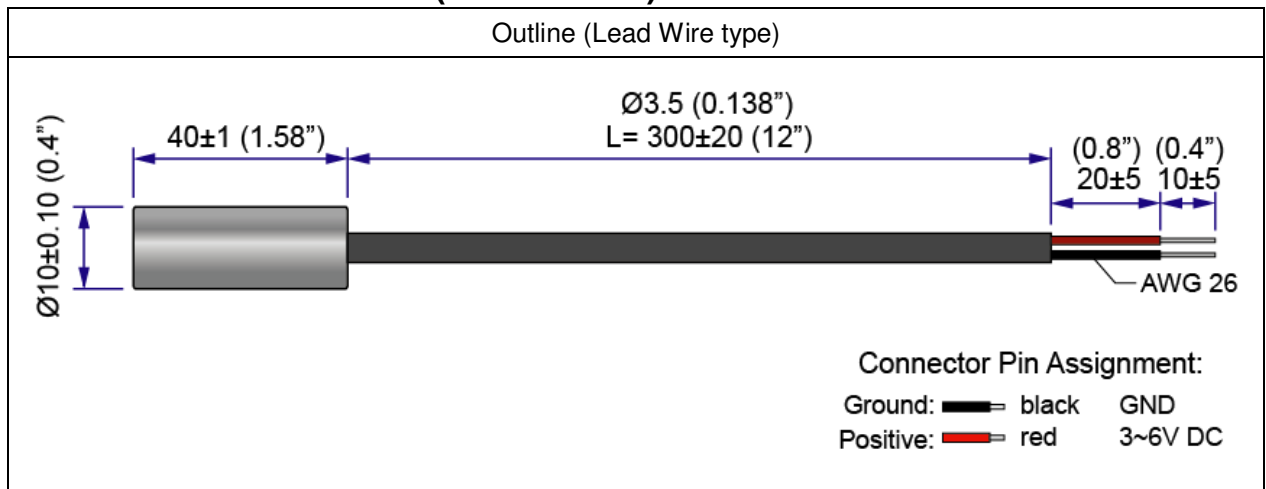 Outline (Lead Wire type)
Ø3.5 (0.138”)
40±1 (1.58”)
L= 300±20 (12”)
(0.8”) (0.4”)
20±5 10±5
Ø10±0.10 (0.4”)
AWG 26
Connector Pin Assignment:
Ground: black GND
Positive: red 3~6V DC